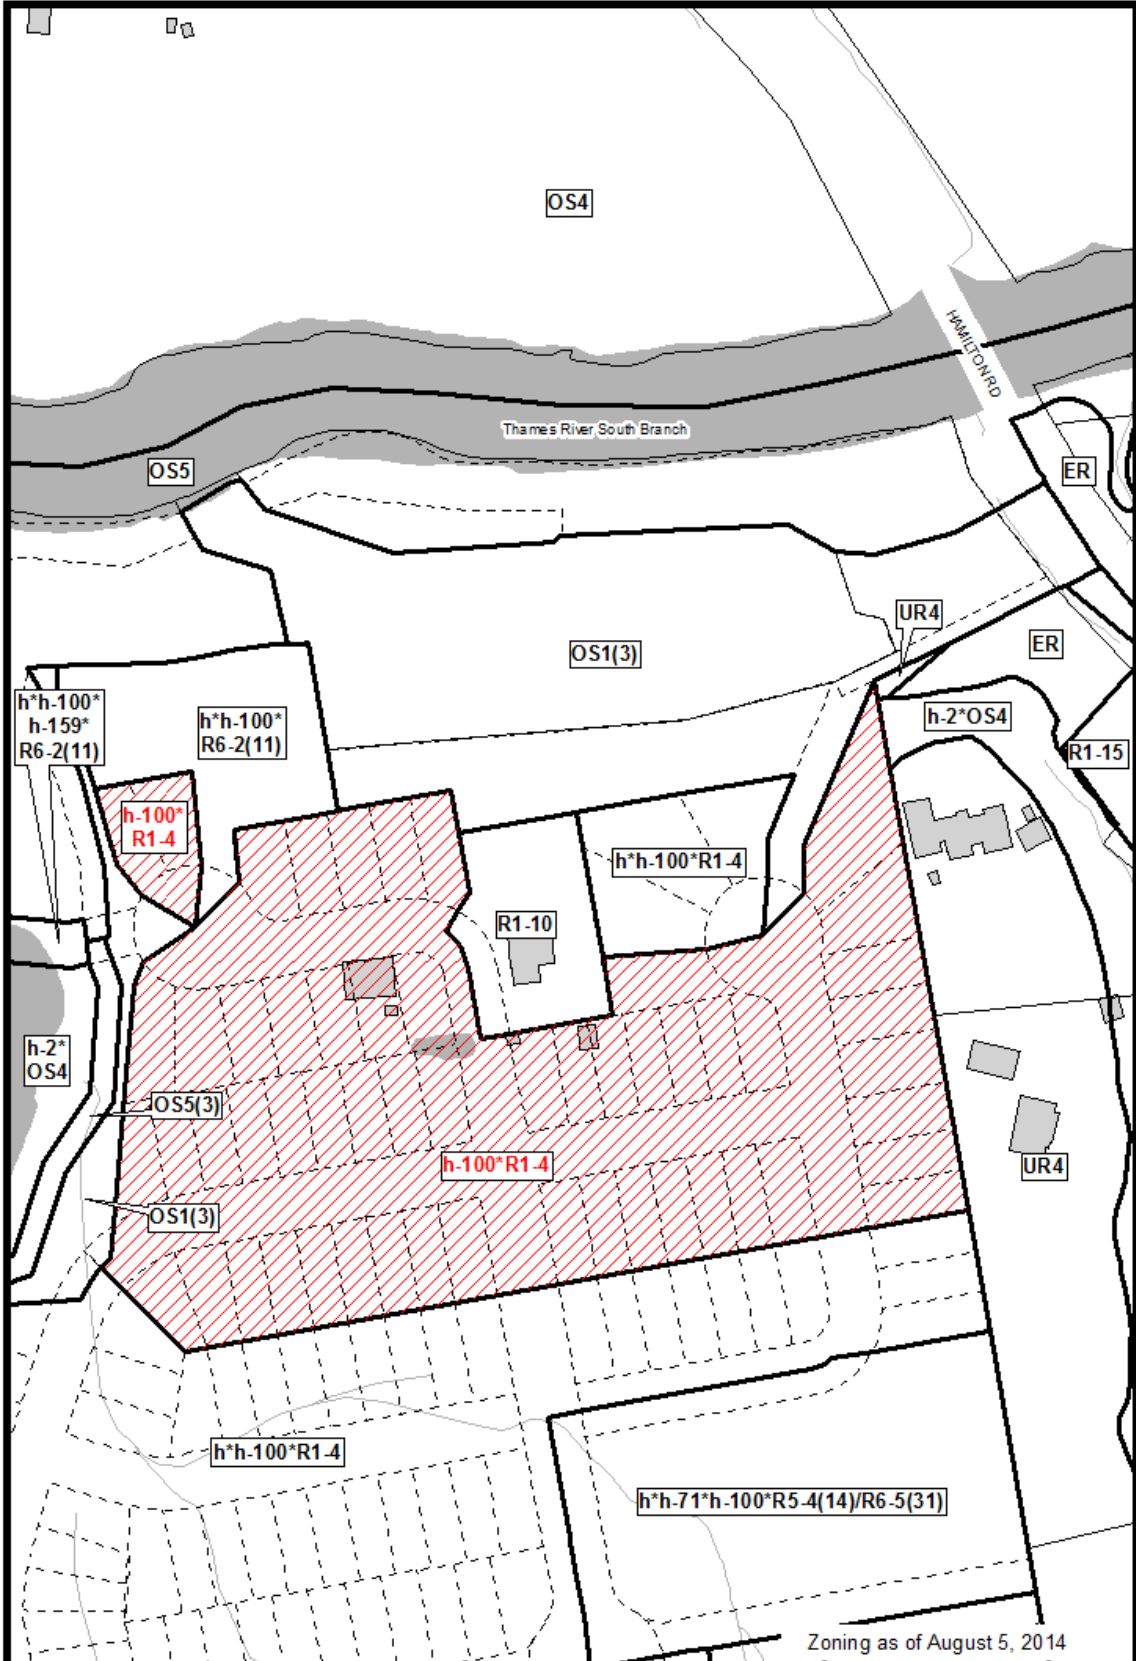 OS4
HAMILTON RD
Thames River South Branch
OS5
ER
UR4
OS1(3)
ER
h*h-100*
h-159*
R6-2(11)
h*h-100*
R6-2(11)
h-2*OS4
R1-15
h-100*
R1-4
h*h-100*R1-4
R1-10
h-2*
OS4
OS5(3)
h-100*R1-4
UR4
OS1(3)
h*h-100*R1-4
h*h-71*h-100*R5-4(14)/R6-5(31)
Zoning as of August 5, 2014